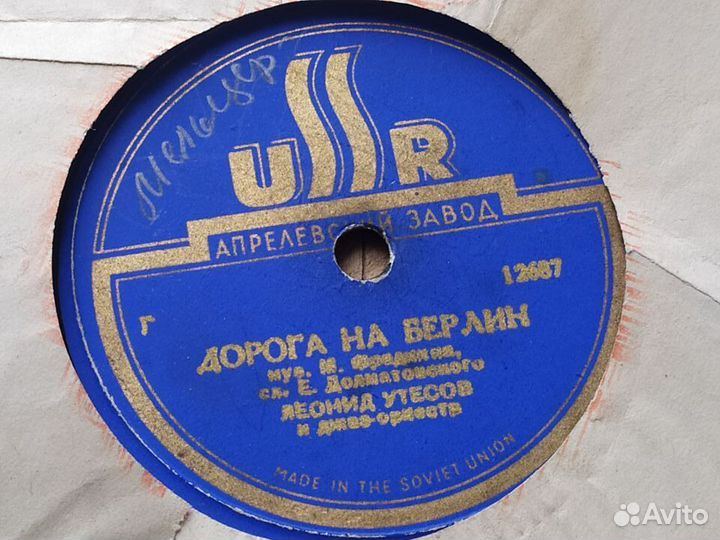 Мельцер
USSR
АПРЕЛЕВСКИЙ ЗАВОД
12687
Г
ДОРОГА НА БЕРЛИН
муз. М. Фрадкина,
сл. Е. Долматовского
ЛЕОНИД УТЕСОВ
и джаз-оркестр
MADE IN THE SOVIET UNION
Avito